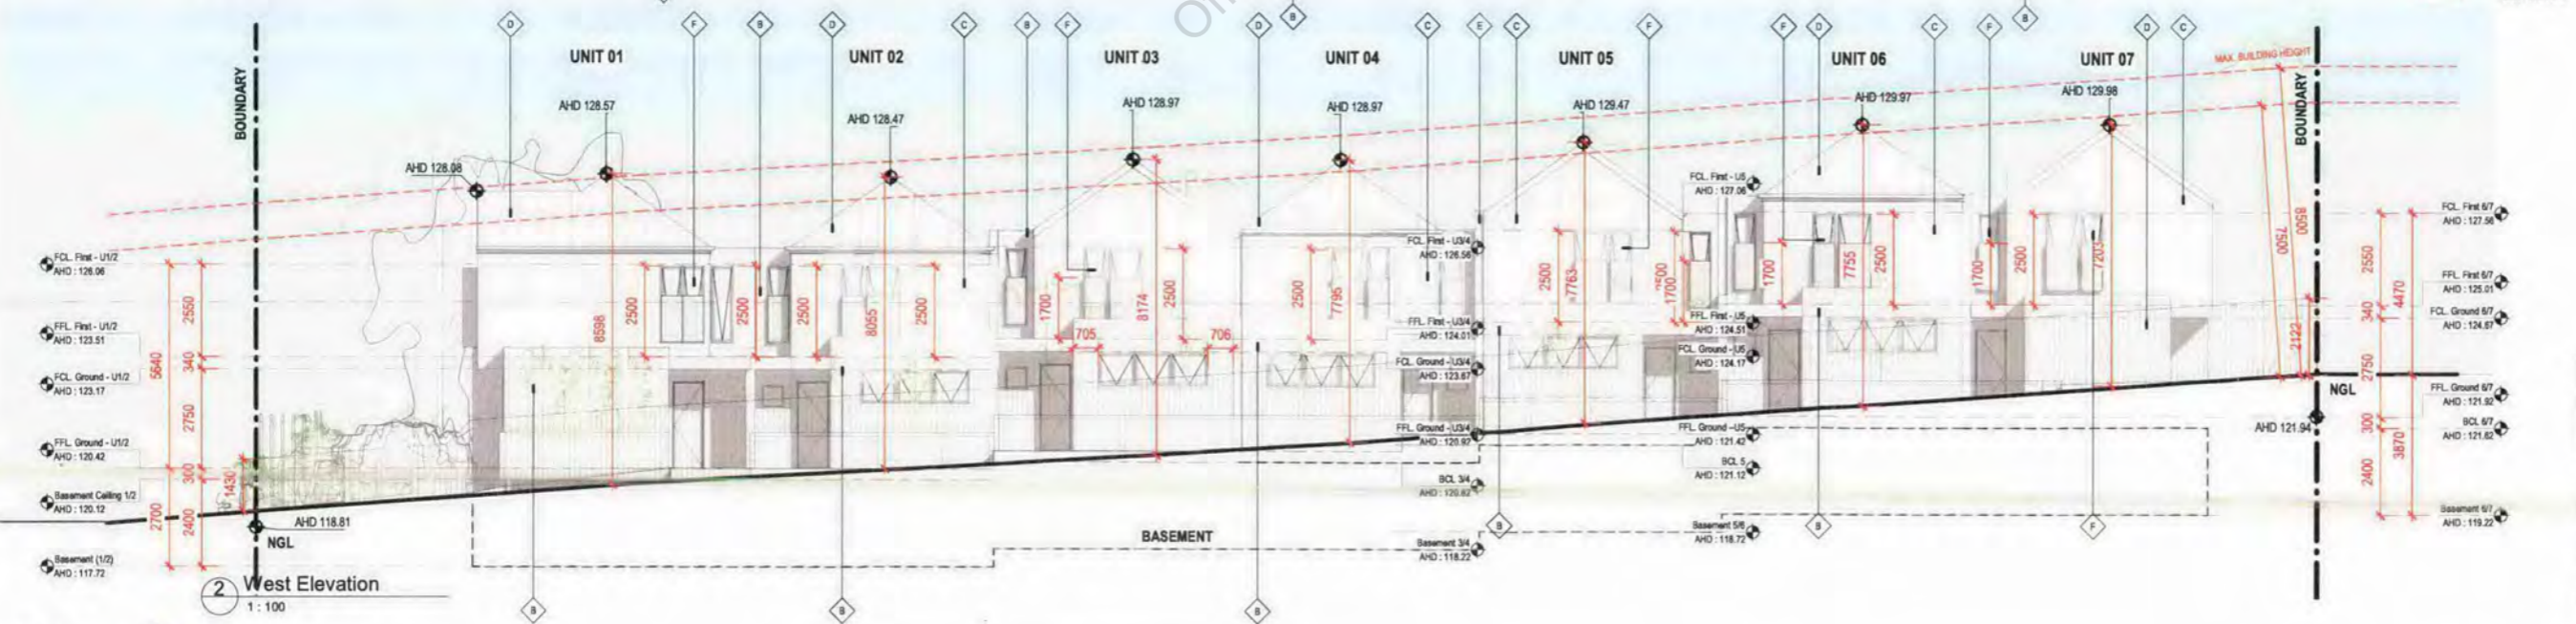 D
F
B
D
C
B
F
D
B
C
E
C
F
F
D
C
F
B
D
C
UNIT 01
UNIT 02
UNIT 03
UNIT 04
UNIT 05
UNIT 06
UNIT 07
MAX. BUILDING HEIGHT
BOUNDARY
BOUNDARY
AHD 128.57
AHD 128.47
AHD 128.97
AHD 128.97
AHD 129.47
AHD 129.97
AHD 129.98
AHD 128.08
FCL. First - U1/2
AHD : 126.06
FFL. First - U1/2
AHD : 123.51
FCL. Ground - U1/2
AHD : 123.17
FFL. Ground - U1/2
AHD : 120.42
Basement Ceiling 1/2
AHD : 120.12
Basement (1/2)
AHD : 117.72
5640
2700
2550
340
2750
300
2400
1430
AHD 118.81
NGL
8598
2500
2500
2500
8055
2500
1700
705
8174
2500
706
2500
7795
FCL. First - U3/4
AHD : 126.56
FFL. First - U3/4
AHD : 124.01
FCL. Ground - U3/4
AHD : 123.67
FFL. Ground - U3/4
AHD : 120.92
BCL 3/4
AHD : 120.62
Basement 3/4
AHD : 118.22
2500
7763
2500
1700
FCL. First - U5
AHD : 127.06
FFL. First - U5
AHD : 124.51
FCL. Ground - U5
AHD : 124.17
FFL. Ground - U5
AHD : 121.42
BCL 5
AHD : 121.12
Basement 5/6
AHD : 118.72
1700
7755
2500
1700
2500
7203
8500
7500
2122
NGL
AHD 121.94
2550
340
2750
300
2400
4470
3870
FCL. First 6/7
AHD : 127.56
FFL. First 6/7
AHD : 125.01
FCL. Ground 6/7
AHD : 124.67
FFL. Ground 6/7
AHD : 121.92
BCL 6/7
AHD : 121.62
Basement 6/7
AHD : 119.22
BASEMENT
B
B
B
B
B
F
2 West Elevation
1 : 100